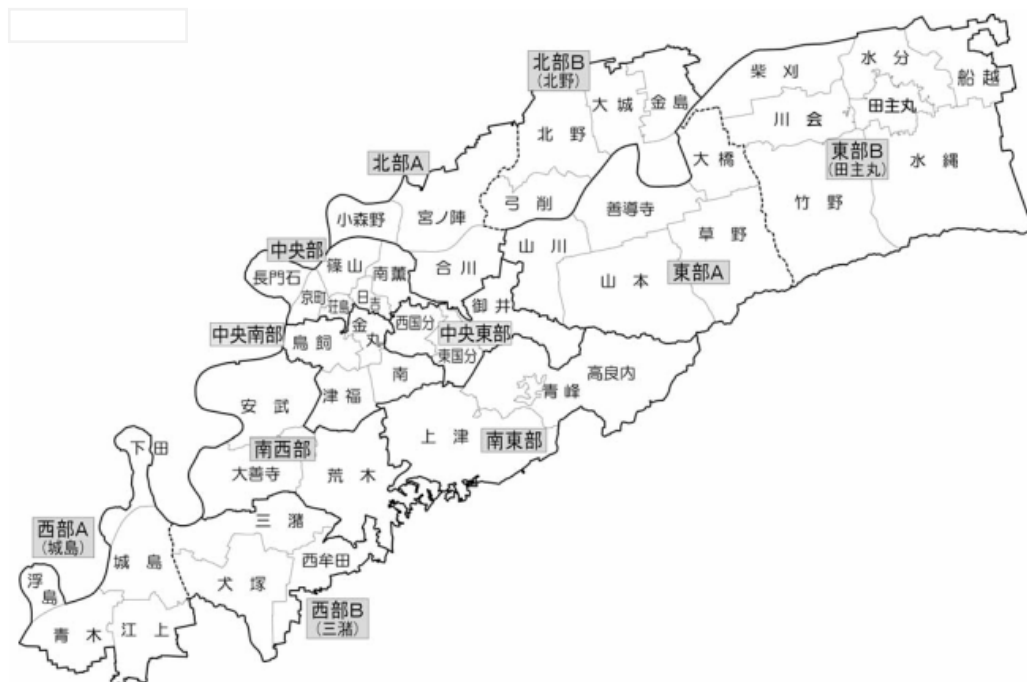 北部B
(北野)
大城
金島
柴刈
水分
船越
田主丸
川会
北野
大橋
東部B
(田主丸)
水縄
北部A
竹野
弓削
善導寺
小森野
宮ノ陣
草野
山川
中央部
篠山
南薫
合川
東部A
山本
長門石
京町
荘島
日吉
御井
中央南部
鳥飼
金丸
西国分
中央東部
東国分
南
高良内
青峰
津福
安武
上津
南東部
下田
南西部
大善寺
荒木
三潴
西部A
(城島)
城島
西牟田
犬塚
浮島
西部B
(三潴)
青木
江上